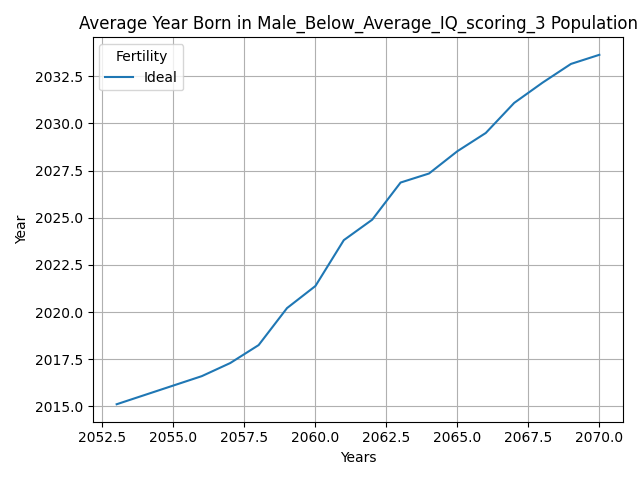 Average Year Born in Male_Below_Average_IQ_scoring_3 Population
Fertility
Ideal
2032.5
2030.0
2027.5
2025.0
2022.5
2020.0
2017.5
2015.0
Year
2052.5 2055.0 2057.5 2060.0 2062.5 2065.0 2067.5 2070.0
Years